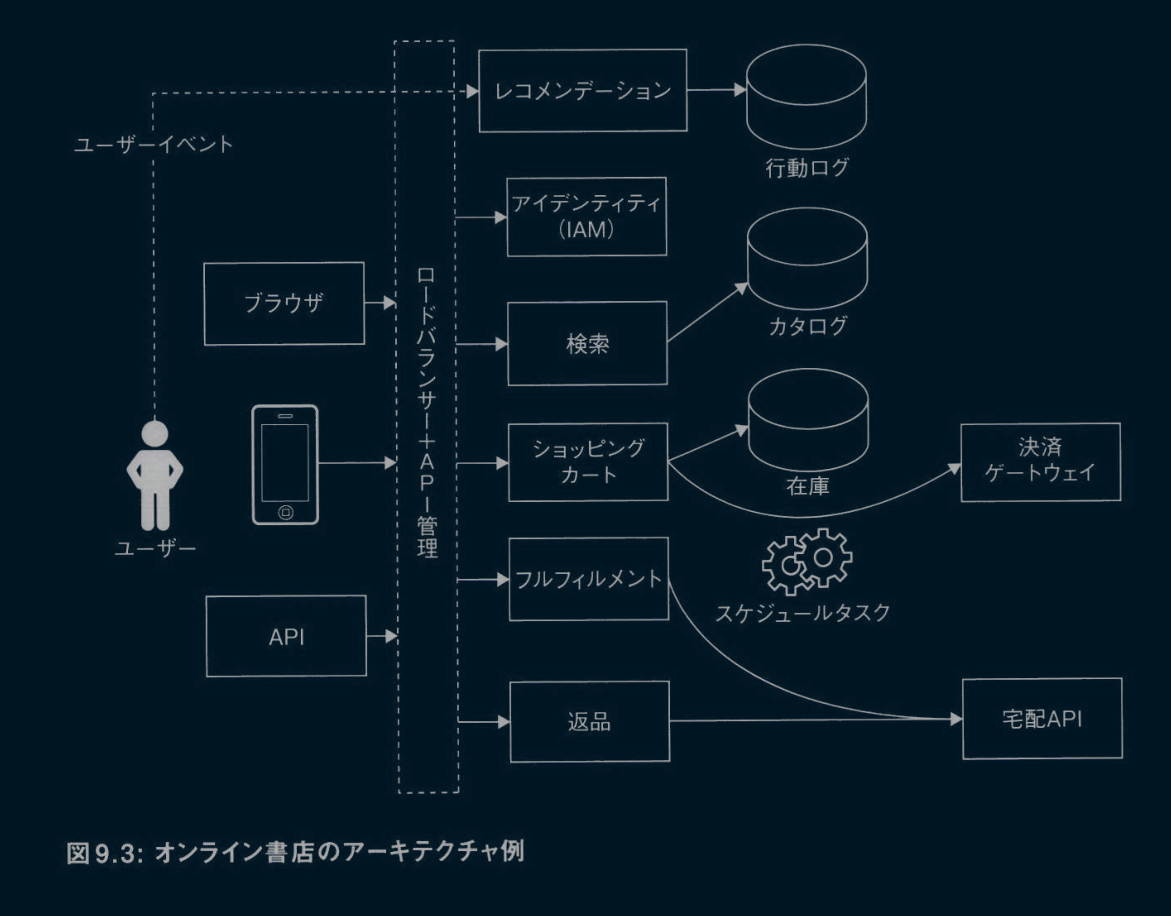 レコメンデーション
ユーザーイベント
行動ログ
アイデンティティ
（IAM）
ブラウザ
ロードバランサー＋API管理
検索
カタログ
ショッピング
カート
在庫
決済
ゲートウェイ
ユーザー
フルフィルメント
スケジュールタスク
API
返品
宅配API
図9.3: オンライン書店のアーキテクチャ例